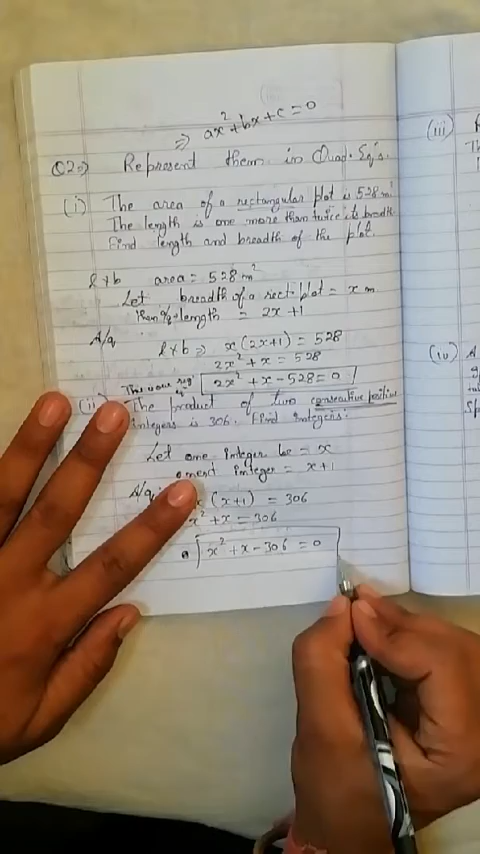 ⇒ ax² + bx + c = 0
Q2⇒ Represent them in Quad. Eq's.
(i) The area of a rectangular plot is 528 m²
The length is one more than twice its breadth
Find length and breadth of the plot.
l×b area = 528 m²
Let breadth of a rect. plot = x m
then length = 2x+1
A/q l×b ⇒ x(2x+1) = 528
2x² + x = 528
This is our req. 2x² + x - 528 = 0
(ii) The product of two consecutive positive
integers is 306. Find integers.
Let one integer be = x
integer = x+1
A/q (x+1) = 306
x² + x = 306
x² + x - 306 = 0
(iii)
(iv) A